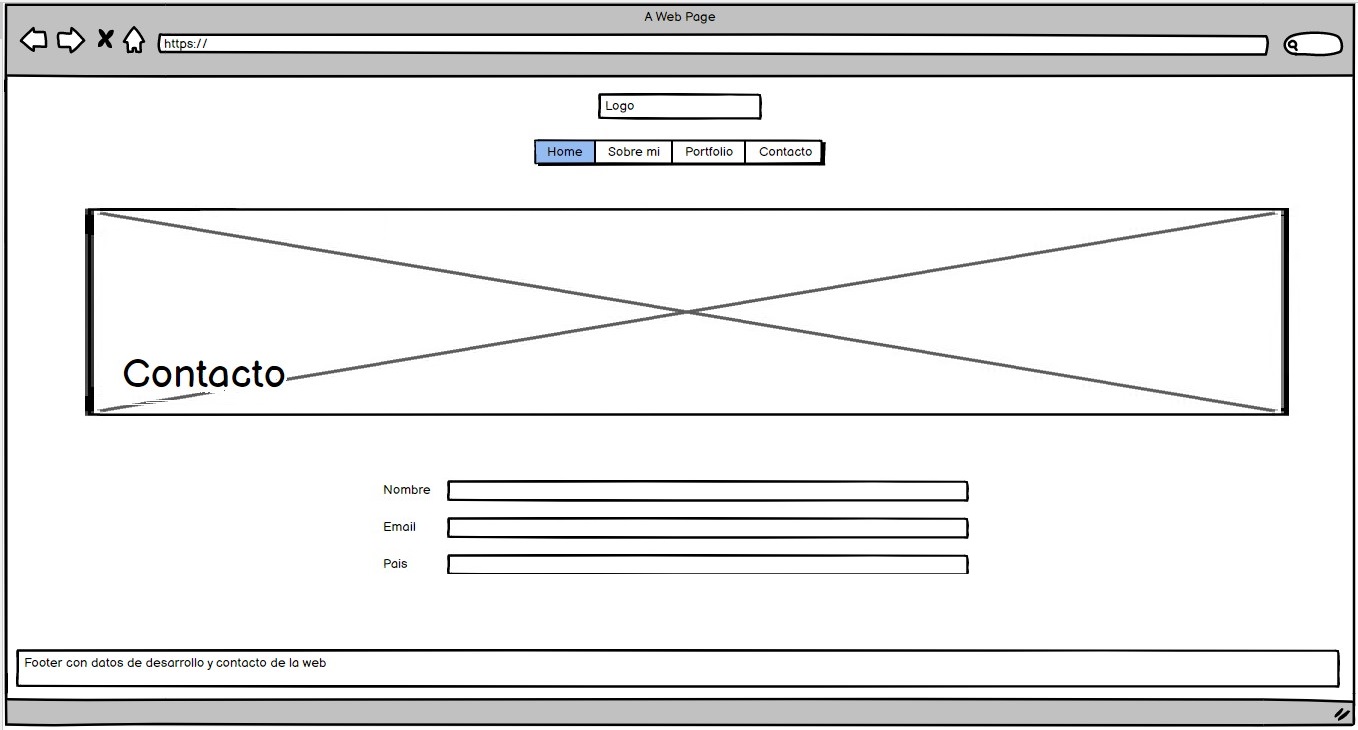 A Web Page
https://
Logo
Home Sobre mi Portfolio Contacto
Contacto
Nombre
Email
Pais
Footer con datos de desarrollo y contacto de la web